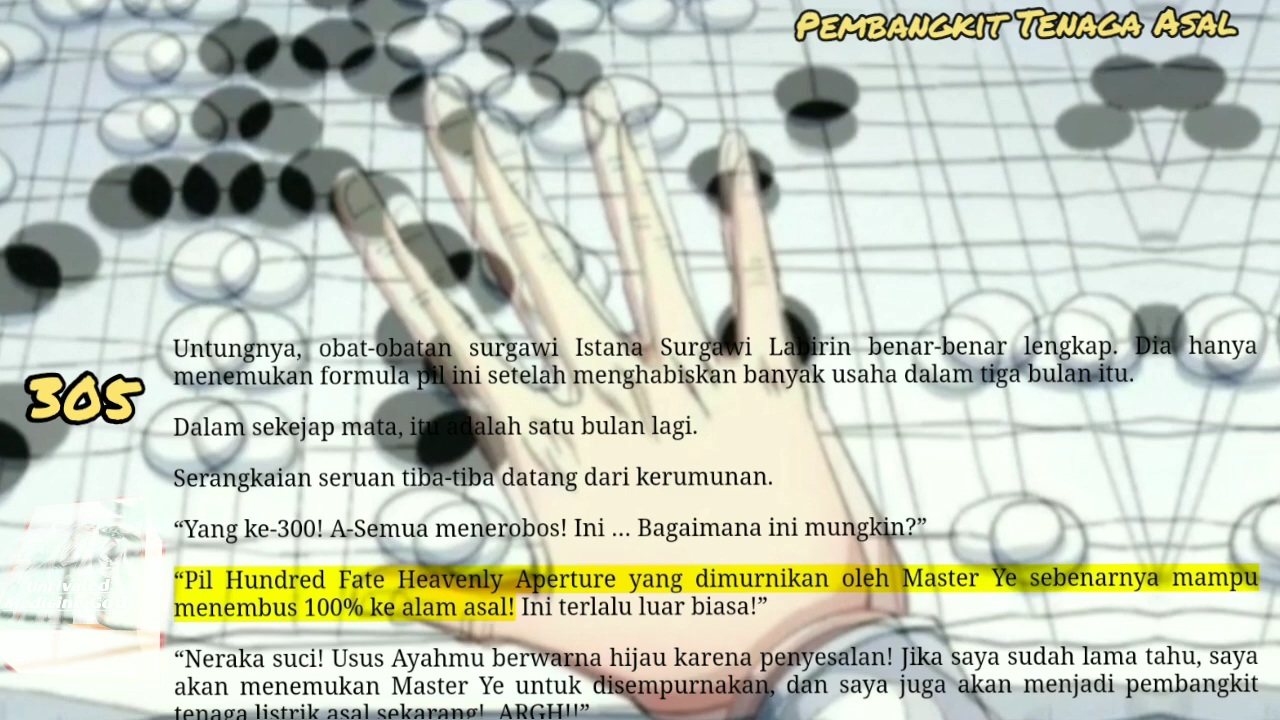 Pembangkit Tenaga Asal
Untungnya, obat-obatan surgawi Istana Surgawi Labirin benar-benar lengkap. Dia hanya
menemukan formula pil ini setelah menghabiskan banyak usaha dalam tiga bulan itu.
305
Dalam sekejap mata, itu adalah satu bulan lagi.
Serangkaian seruan tiba-tiba datang dari kerumunan.
“Yang ke-300! A-Semua menerobos! Ini ... Bagaimana ini mungkin?”
“Pil Hundred Fate Heavenly Aperture yang dimurnikan oleh Master Ye sebenarnya mampu
menembus 100% ke alam asal! Ini terlalu luar biasa!”
“Neraka suci! Usus Ayahmu berwarna hijau karena penyesalan! Jika saya sudah lama tahu, saya
akan menemukan Master Ye untuk disempurnakan, dan saya juga akan menjadi pembangkit
tenaga listrik asal sekarang! ARGH!!”